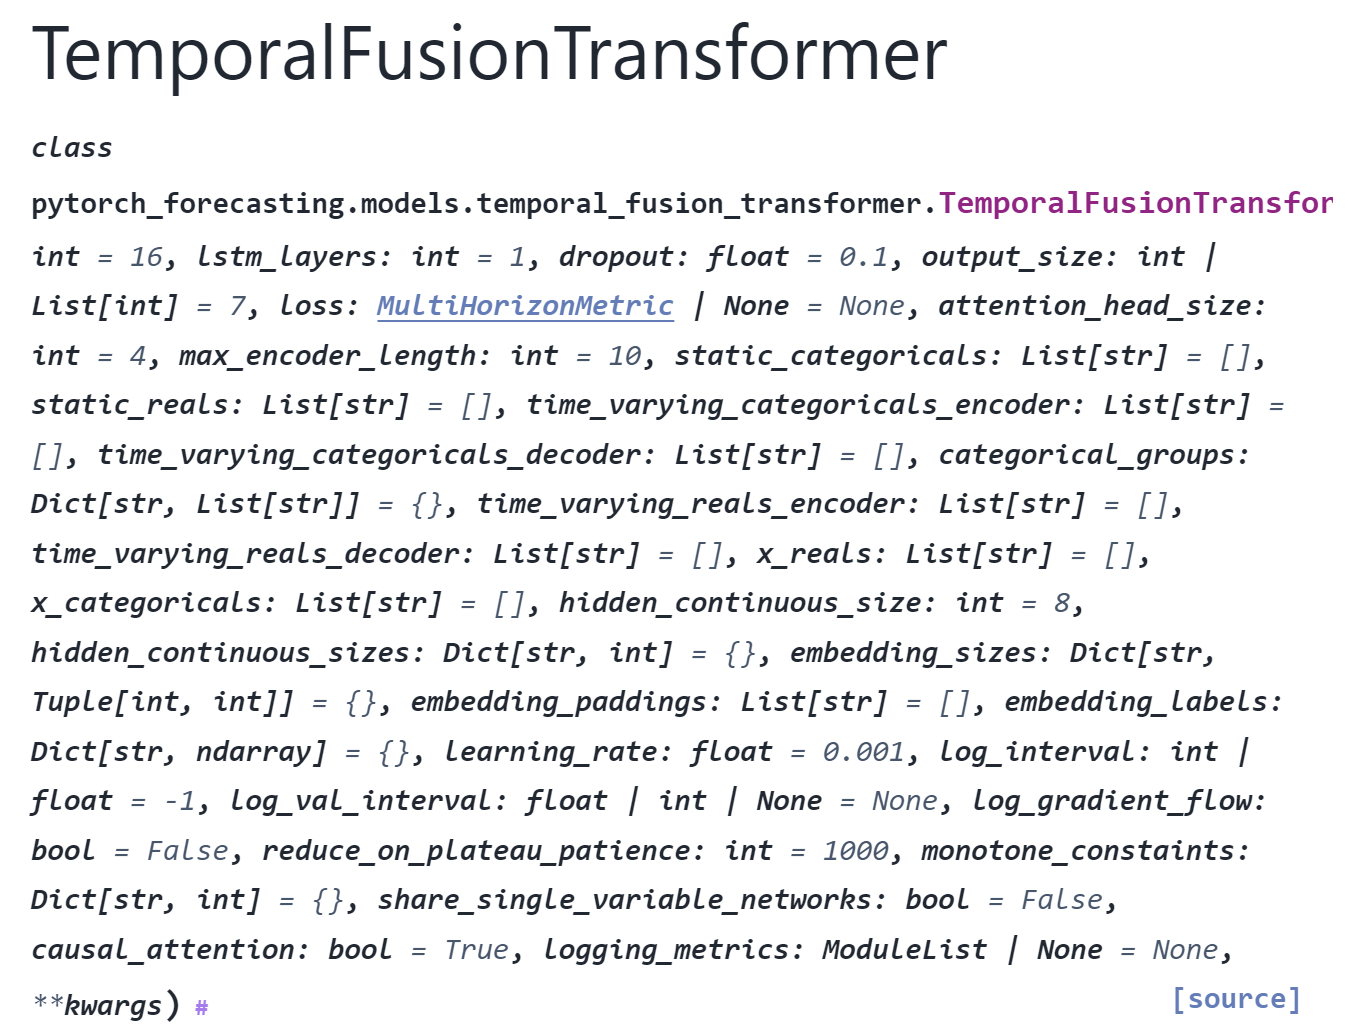 TemporalFusionTransformer
class
pytorch_forecasting.models.temporal_fusion_transformer.TemporalFusionTransfor
int = 16, lstm_layers: int = 1, dropout: float = 0.1, output_size: int |
List[int] = 7, loss: MultiHorizonMetric | None = None, attention_head_size:
int = 4, max_encoder_length: int = 10, static_categoricals: List[str] = [],
static_reals: List[str] = [], time_varying_categoricals_encoder: List[str] =
[], time_varying_categoricals_decoder: List[str] = [], categorical_groups:
Dict[str, List[str]] = {}, time_varying_reals_encoder: List[str] = [],
time_varying_reals_decoder: List[str] = [], x_reals: List[str] = [],
x_categoricals: List[str] = [], hidden_continuous_size: int = 8,
hidden_continuous_sizes: Dict[str, int] = {}, embedding_sizes: Dict[str,
Tuple[int, int]] = {}, embedding_paddings: List[str] = [], embedding_labels:
Dict[str, ndarray] = {}, learning_rate: float = 0.001, log_interval: int |
float = -1, log_val_interval: float | int | None = None, log_gradient_flow:
bool = False, reduce_on_plateau_patience: int = 1000, monotone_constaints:
Dict[str, int] = {}, share_single_variable_networks: bool = False,
causal_attention: bool = True, logging_metrics: ModuleList | None = None,
**kwargs) # [source]